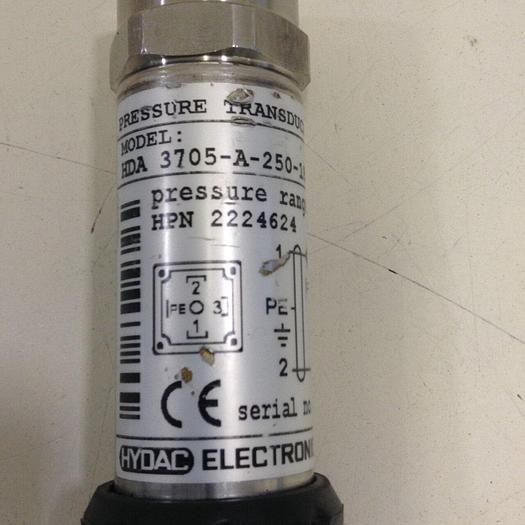 PRESSURE TRANSDUC
MODEL:
HDA 3705-A-250-1
pressure rang
HPN 2224624
2
PE 3
1
1
PE
2
CE serial no
HYDAC ELECTRONI